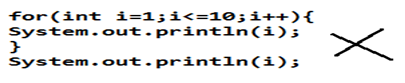 for(int i=1;i<=10;i++){
System.out.println(i);
}
System.out.println(i);